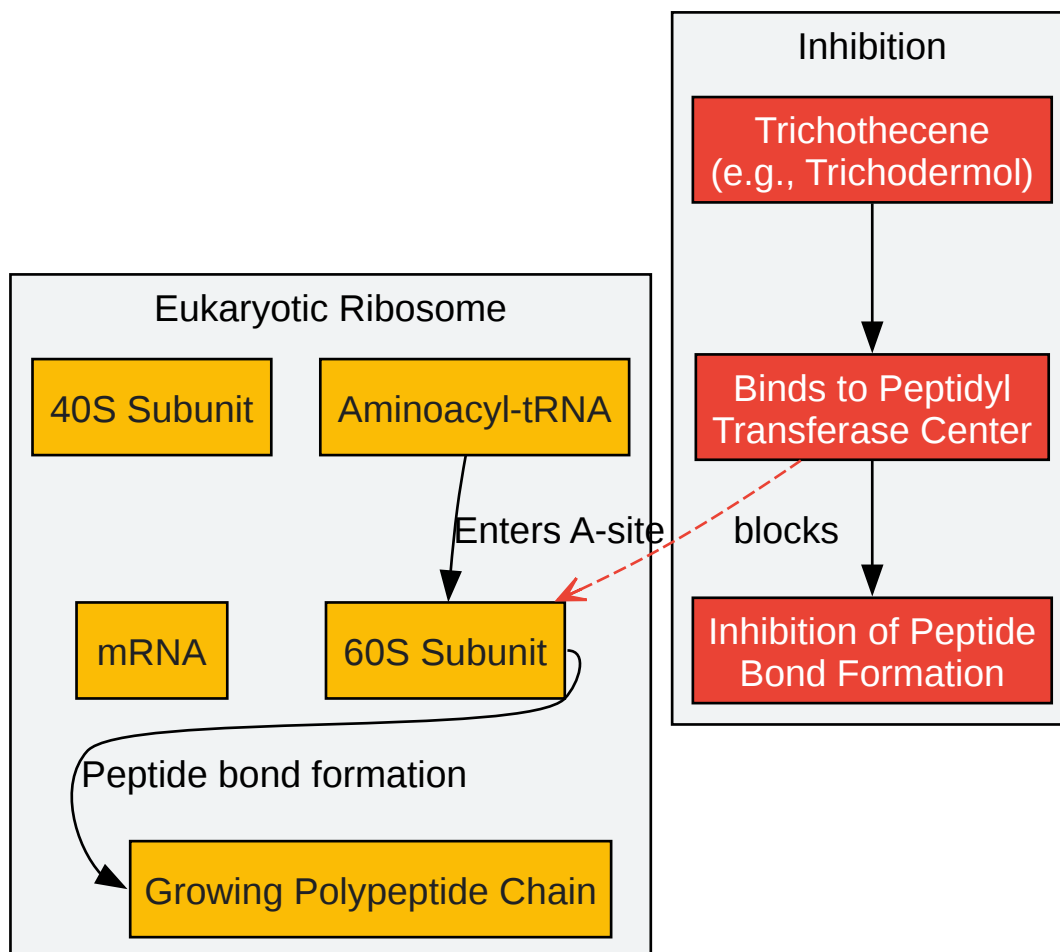 Inhibition
Trichothecene
(e.g., Trichodermol)
Eukaryotic Ribosome
40S Subunit
Aminoacyl-tRNA
Binds to Peptidyl
Transferase Center
Enters A-site
blocks
mRNA
60S Subunit
Inhibition of Peptide
Bond Formation
Peptide bond formation
Growing Polypeptide Chain